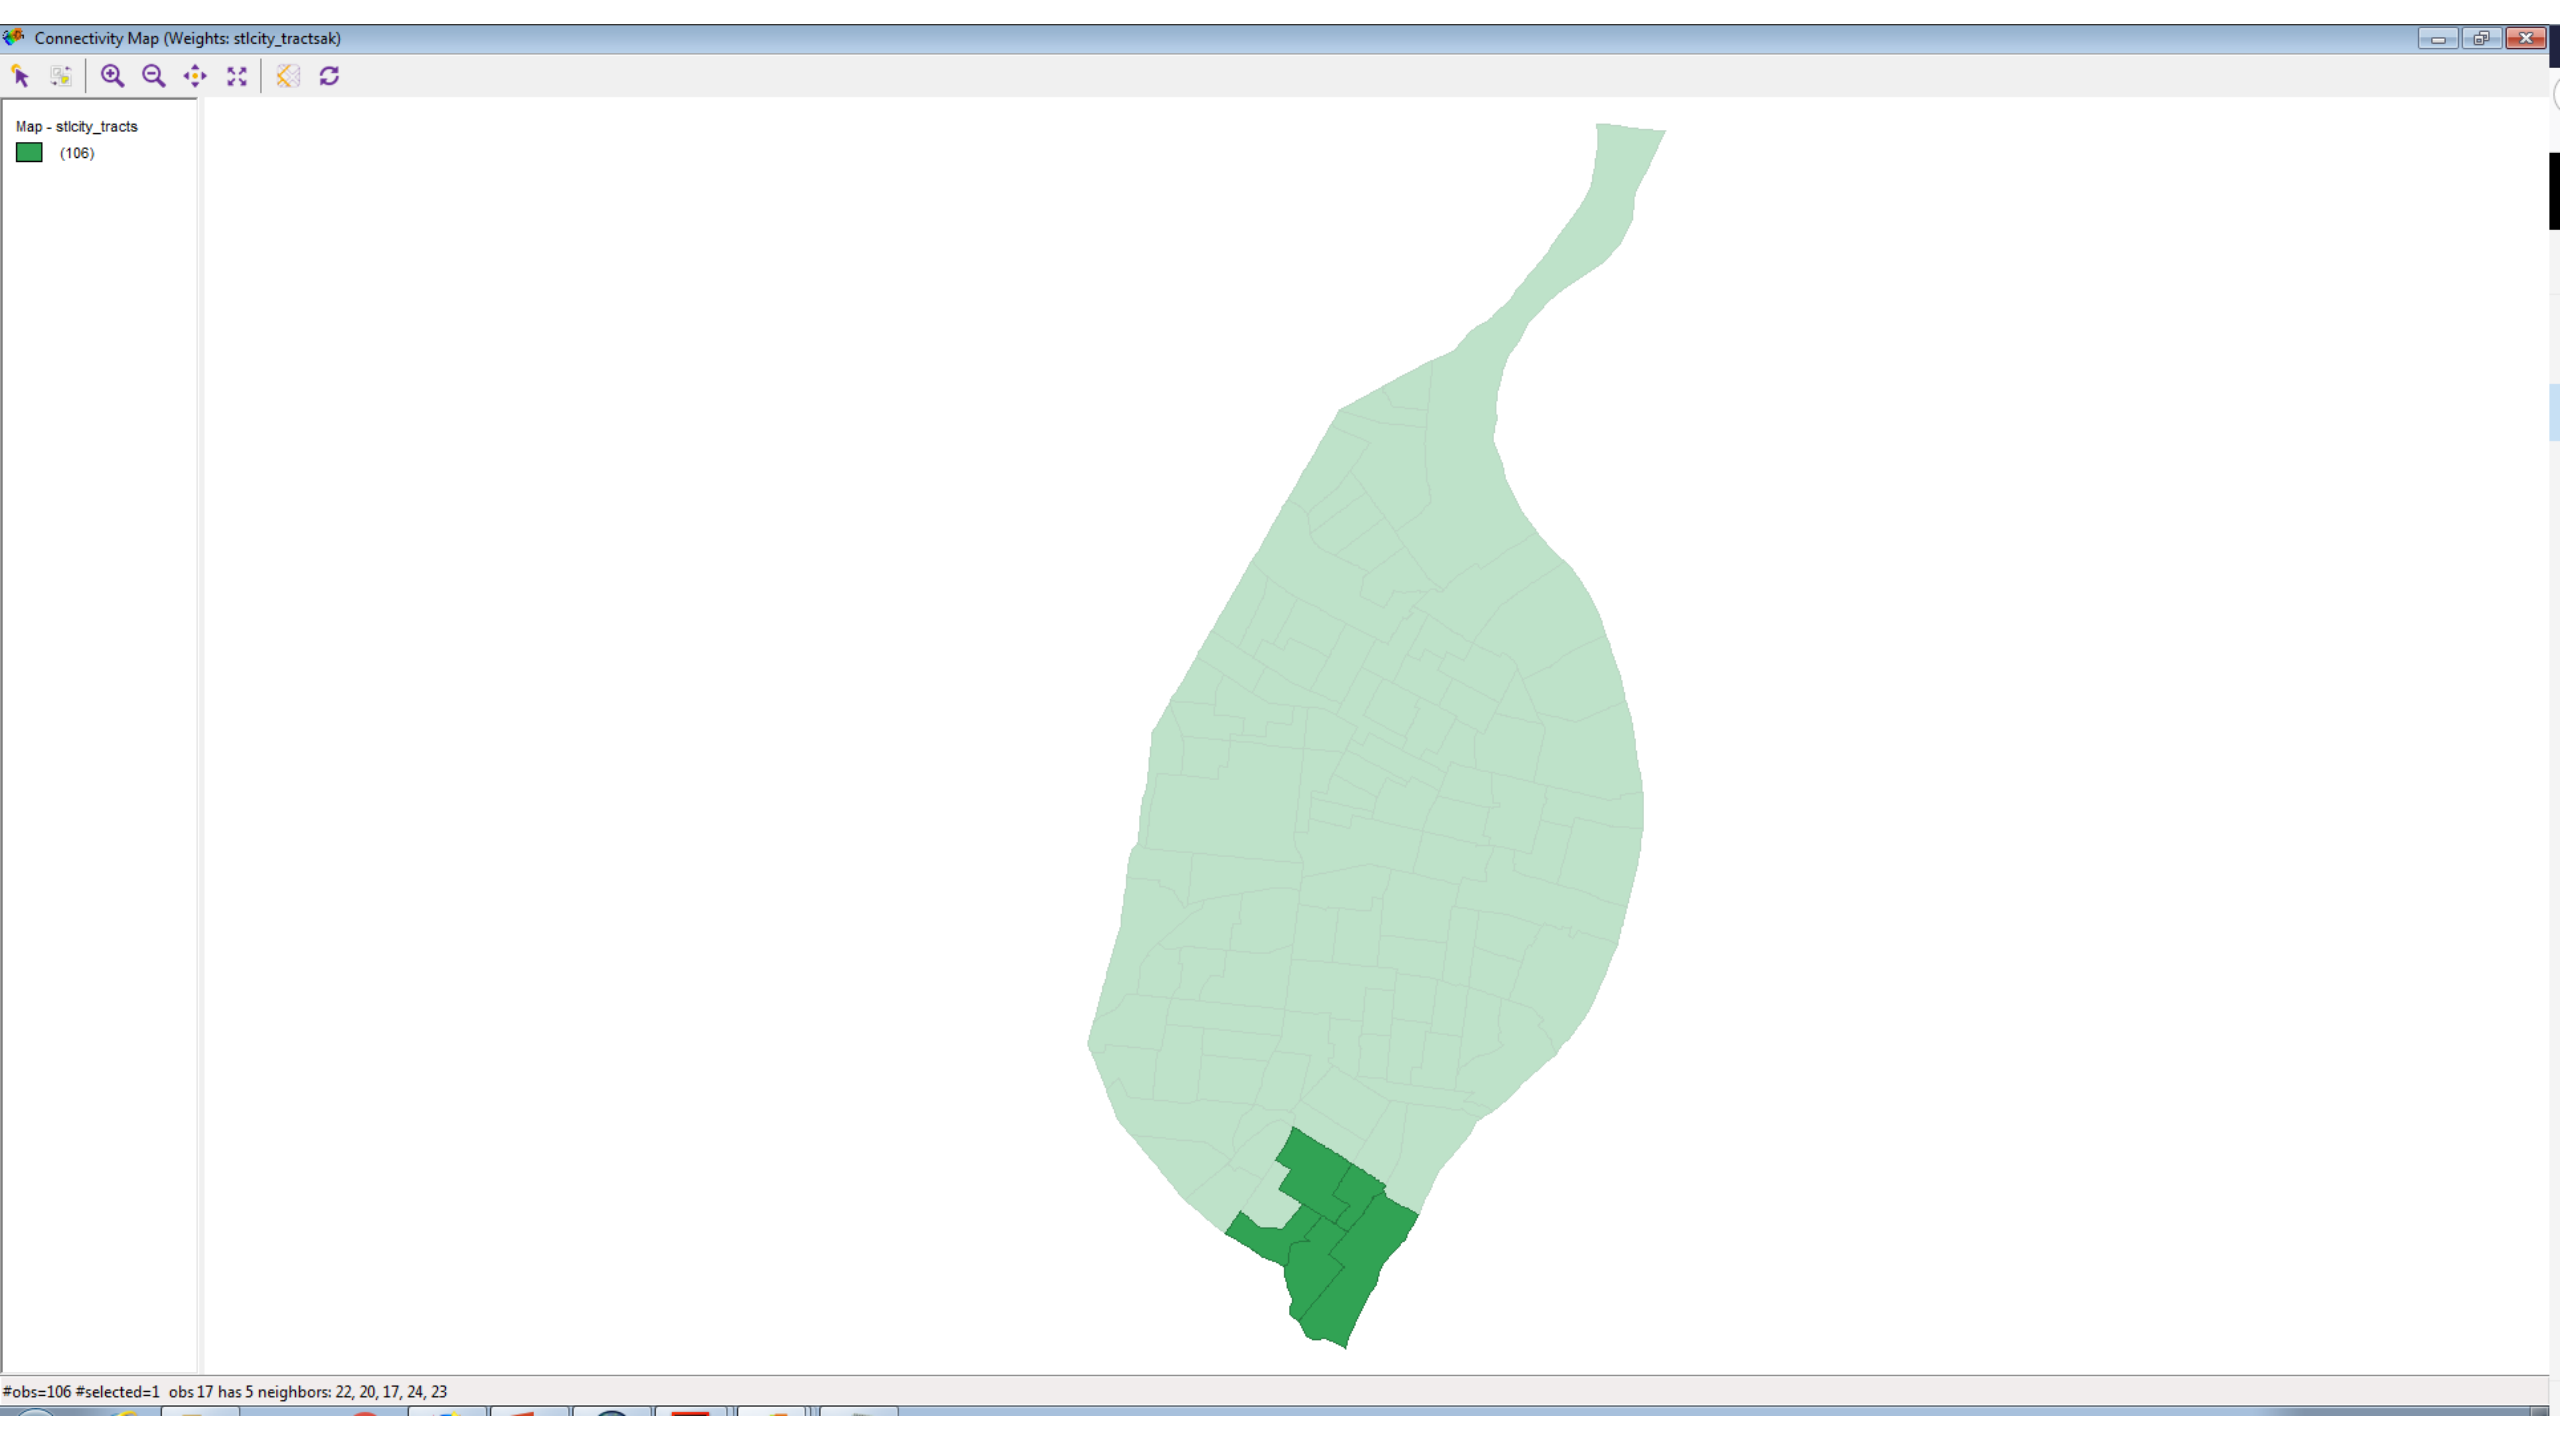 Connectivity Map (Weights: stlcity_tractsak)
Map - stlcity_tracts
(106)
#obs=106 #selected=1 obs 17 has 5 neighbors: 22, 20, 17, 24, 23